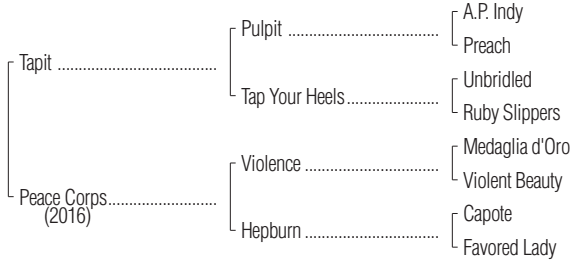 A.P. Indy
Pulpit
Preach
Tapit
Unbridled
Tap Your Heels
Ruby Slippers
Medaglia d'Oro
Violence
Violent Beauty
Peace Corps
(2016)
Capote
Hepburn
Favored Lady